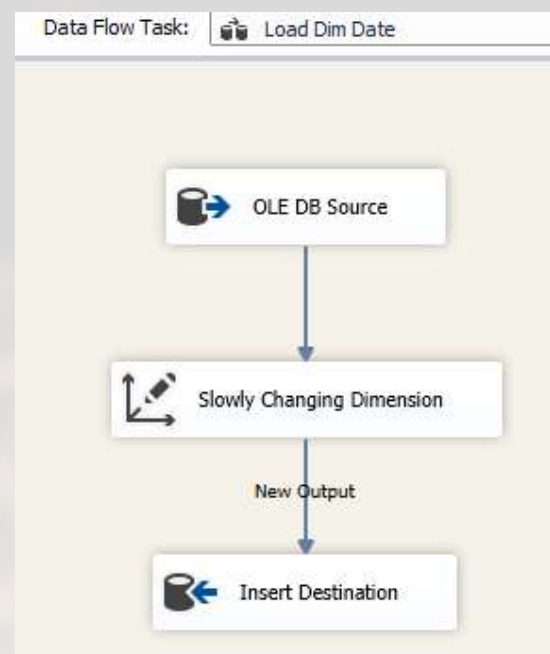 Data Flow Task: Load Dim Date
OLE DB Source
Slowly Changing Dimension
New Output
Insert Destination